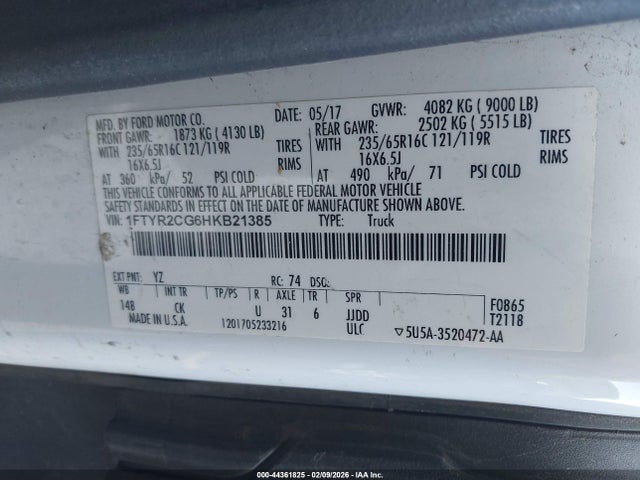 MFD. BY FORD MOTOR CO. DATE: 05/17 GVWR: 4082 KG ( 9000 LB)
FRONT GAWR: 1873 KG ( 4130 LB) REAR GAWR: 2502 KG ( 5515 LB)
WITH 235/65R16C 121/119R TIRES WITH 235/65R16C 121/119R TIRES
16X6.5J RIMS 16X6.5J RIMS
AT 360 kPa/ 52 PSI COLD AT 490 kPa/ 71 PSI COLD
THIS VEHICLE CONFORMS TO ALL APPLICABLE FEDERAL MOTOR VEHICLE
SAFETY STANDARDS IN EFFECT ON THE DATE OF MANUFACTURE SHOWN ABOVE.
VIN: 1FTYR2CG6HKB21385 TYPE: Truck
EXT PNT: YZ RC: 74 DSO:
WB INT TR TP/PS R AXLE TR SPR F0865
148 CK U 31 6 JJDD T2118
MADE IN U.S.A. 1201705233216 ULC ▽5U5A-3520472-AA
000-44361825 - 02/09/2026 - IAA, Inc.